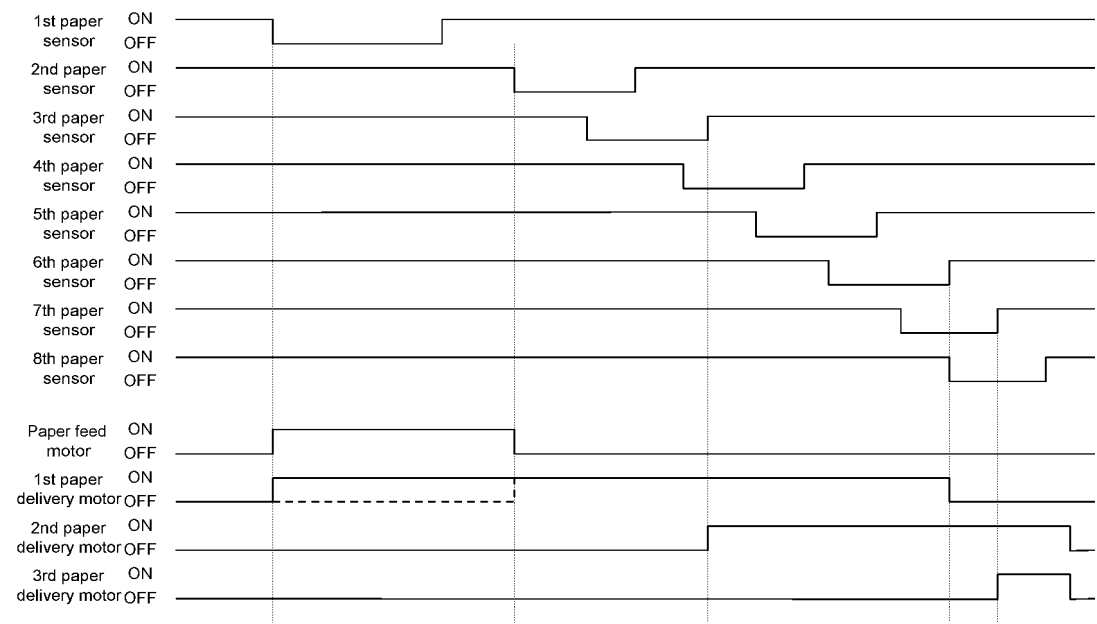 1st paper ON
sensor OFF
2nd paper ON
sensor OFF
3rd paper ON
sensor OFF
4th paper ON
sensor OFF
5th paper ON
sensor OFF
6th paper ON
sensor OFF
7th paper ON
sensor OFF
8th paper ON
sensor OFF
Paper feed ON
motor OFF
1st paper ON
delivery motor OFF
2nd paper ON
delivery motor OFF
3rd paper ON
delivery motor OFF